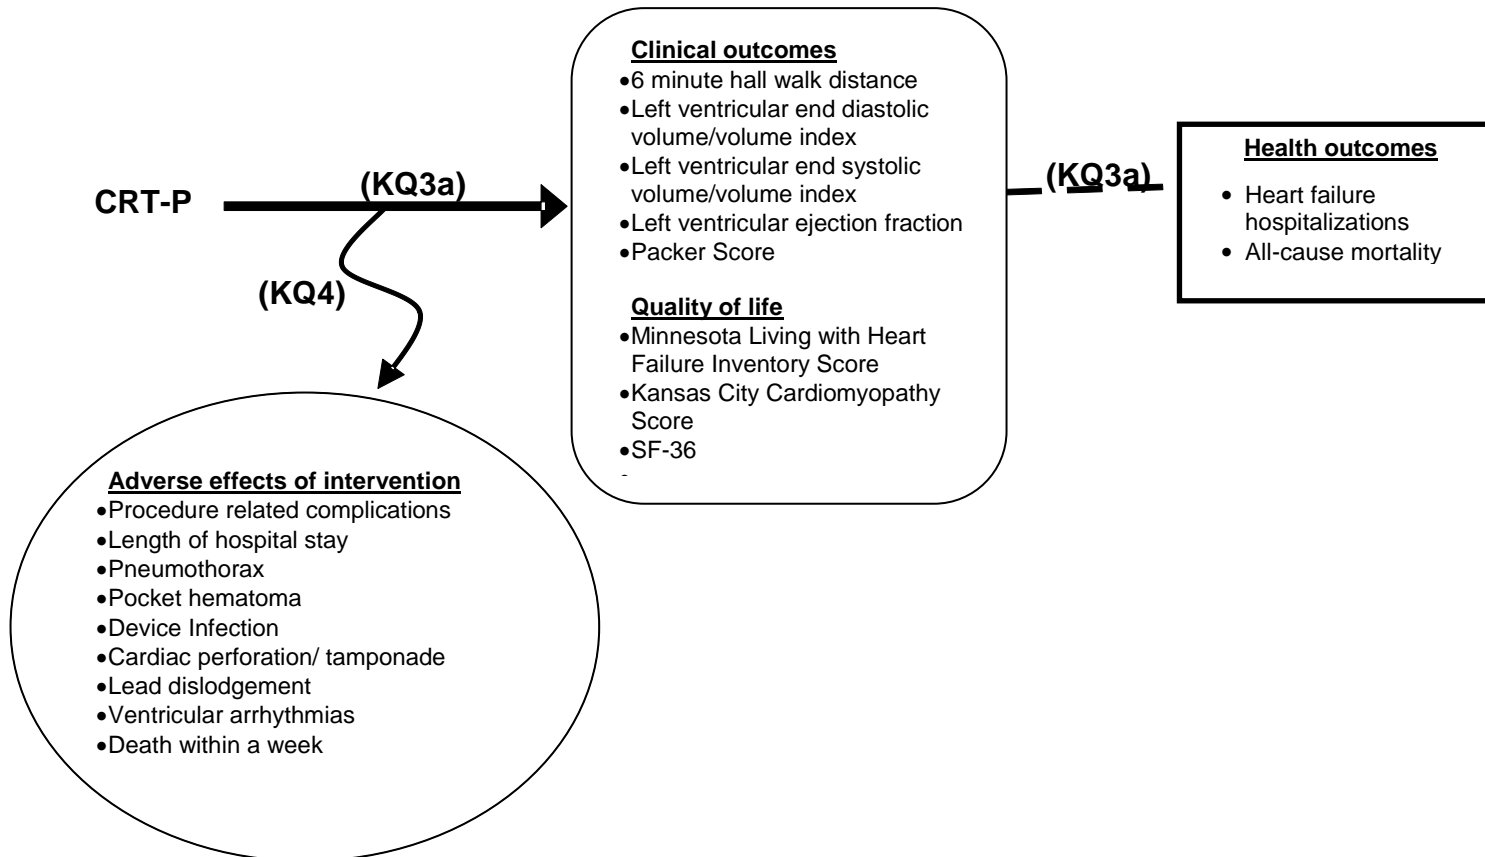 CRT-P
(KQ3a)
(KQ4)
Clinical outcomes
•6 minute hall walk distance
•Left ventricular end diastolic
volume/volume index
•Left ventricular end systolic
volume/volume index
•Left ventricular ejection fraction
•Packer Score
Quality of life
•Minnesota Living with Heart
Failure Inventory Score
•Kansas City Cardiomyopathy
Score
•SF-36
(KQ3a)
Health outcomes
• Heart failure
hospitalizations
• All-cause mortality
Adverse effects of intervention
•Procedure related complications
•Length of hospital stay
•Pneumothorax
•Pocket hematoma
•Device Infection
•Cardiac perforation/ tamponade
•Lead dislodgement
•Ventricular arrhythmias
•Death within a week